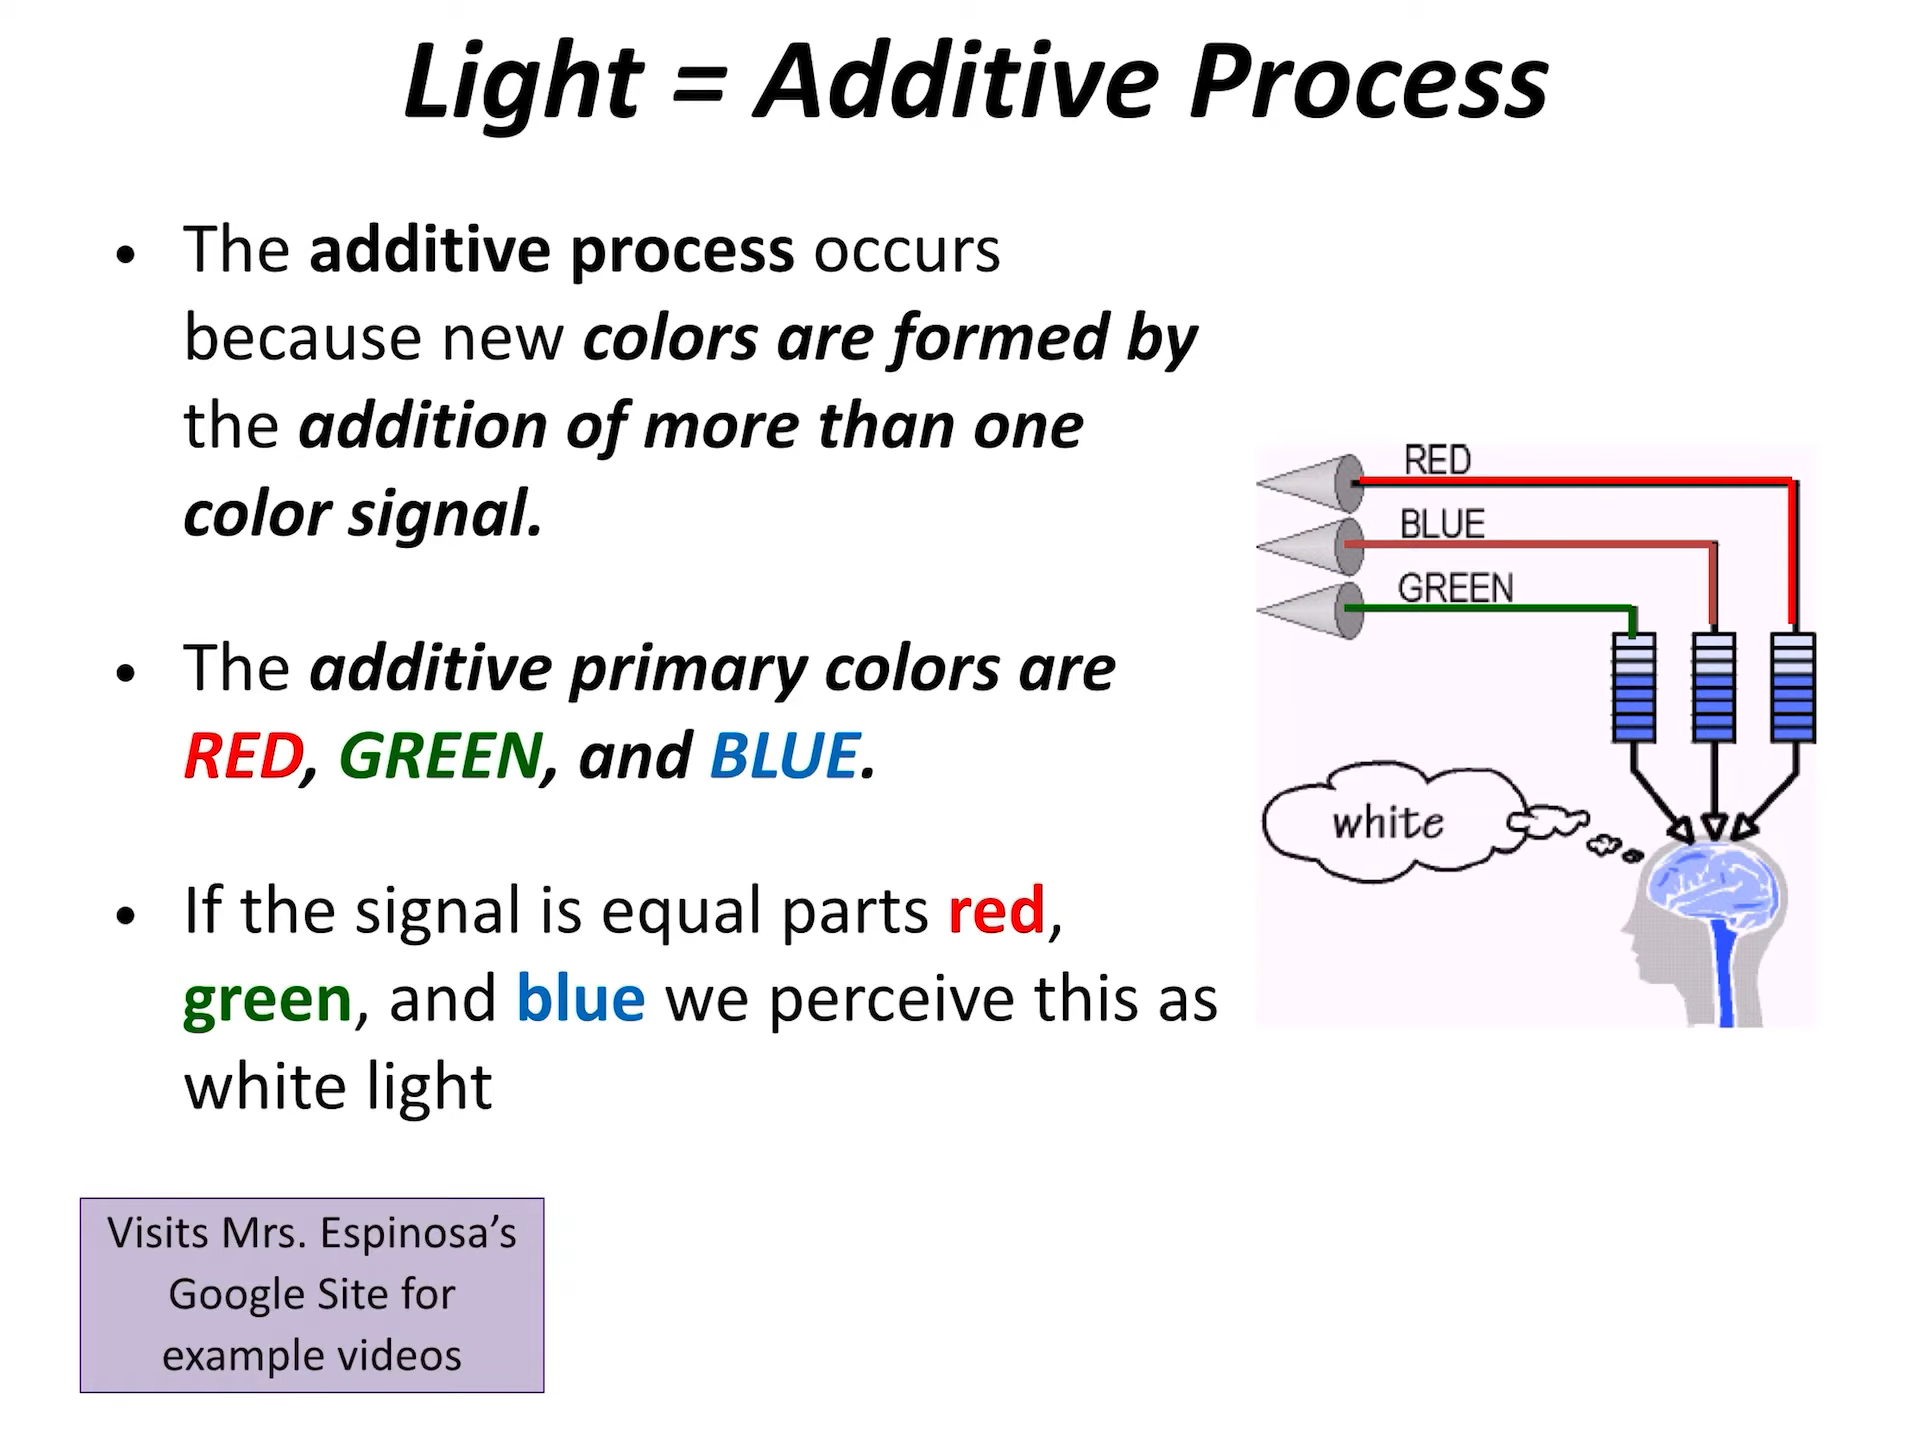 Light = Additive Process
• The additive process occurs
because new colors are formed by
the addition of more than one
color signal.
• The additive primary colors are
RED, GREEN, and BLUE.
• If the signal is equal parts red,
green, and blue we perceive this as
white light
RED
BLUE
GREEN
white
Visits Mrs. Espinosa’s
Google Site for
example videos